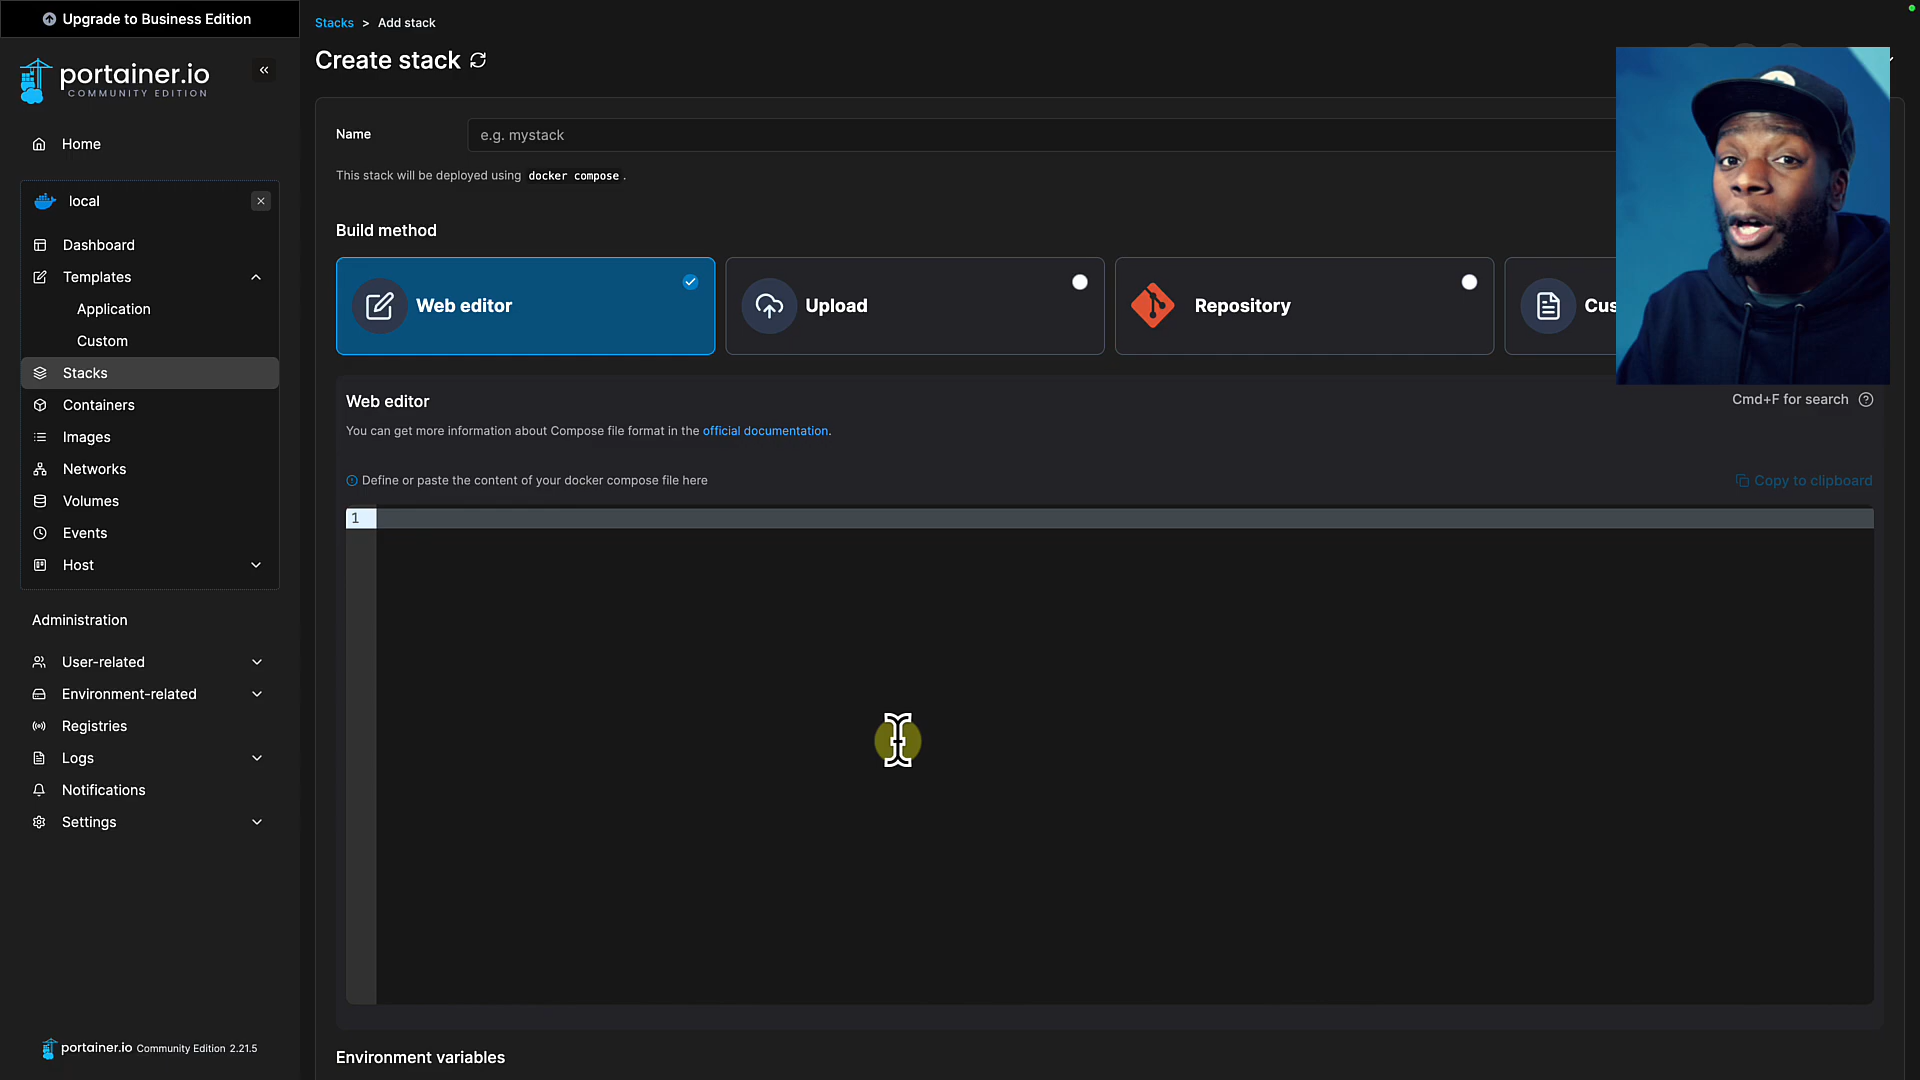 Upgrade to Business Edition
portainer.io
COMMUNITY EDITION
Home
local
Dashboard
Templates
Application
Custom
Stacks
Containers
Images
Networks
Volumes
Events
Host
Administration
User-related
Environment-related
Registries
Logs
Notifications
Settings
portainer.io Community Edition 2.21.5
Stacks > Add stack
Create stack
Name
e.g. mystack
This stack will be deployed using docker compose.
Build method
Web editor
Upload
Repository
Cus
Web editor
Cmd+F for search
You can get more information about Compose file format in the official documentation.
Define or paste the content of your docker compose file here
Copy to clipboard
1
Environment variables